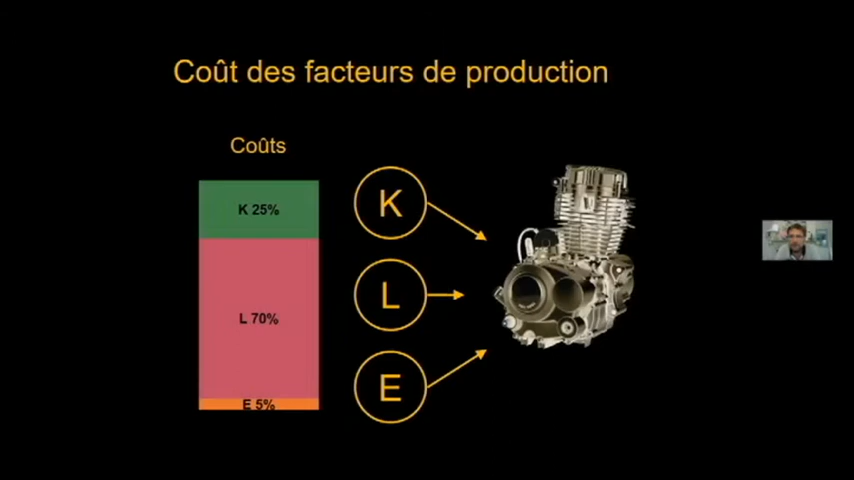 Coût des facteurs de production
Coûts
K 25%
L 70%
E 5%
K
L
E